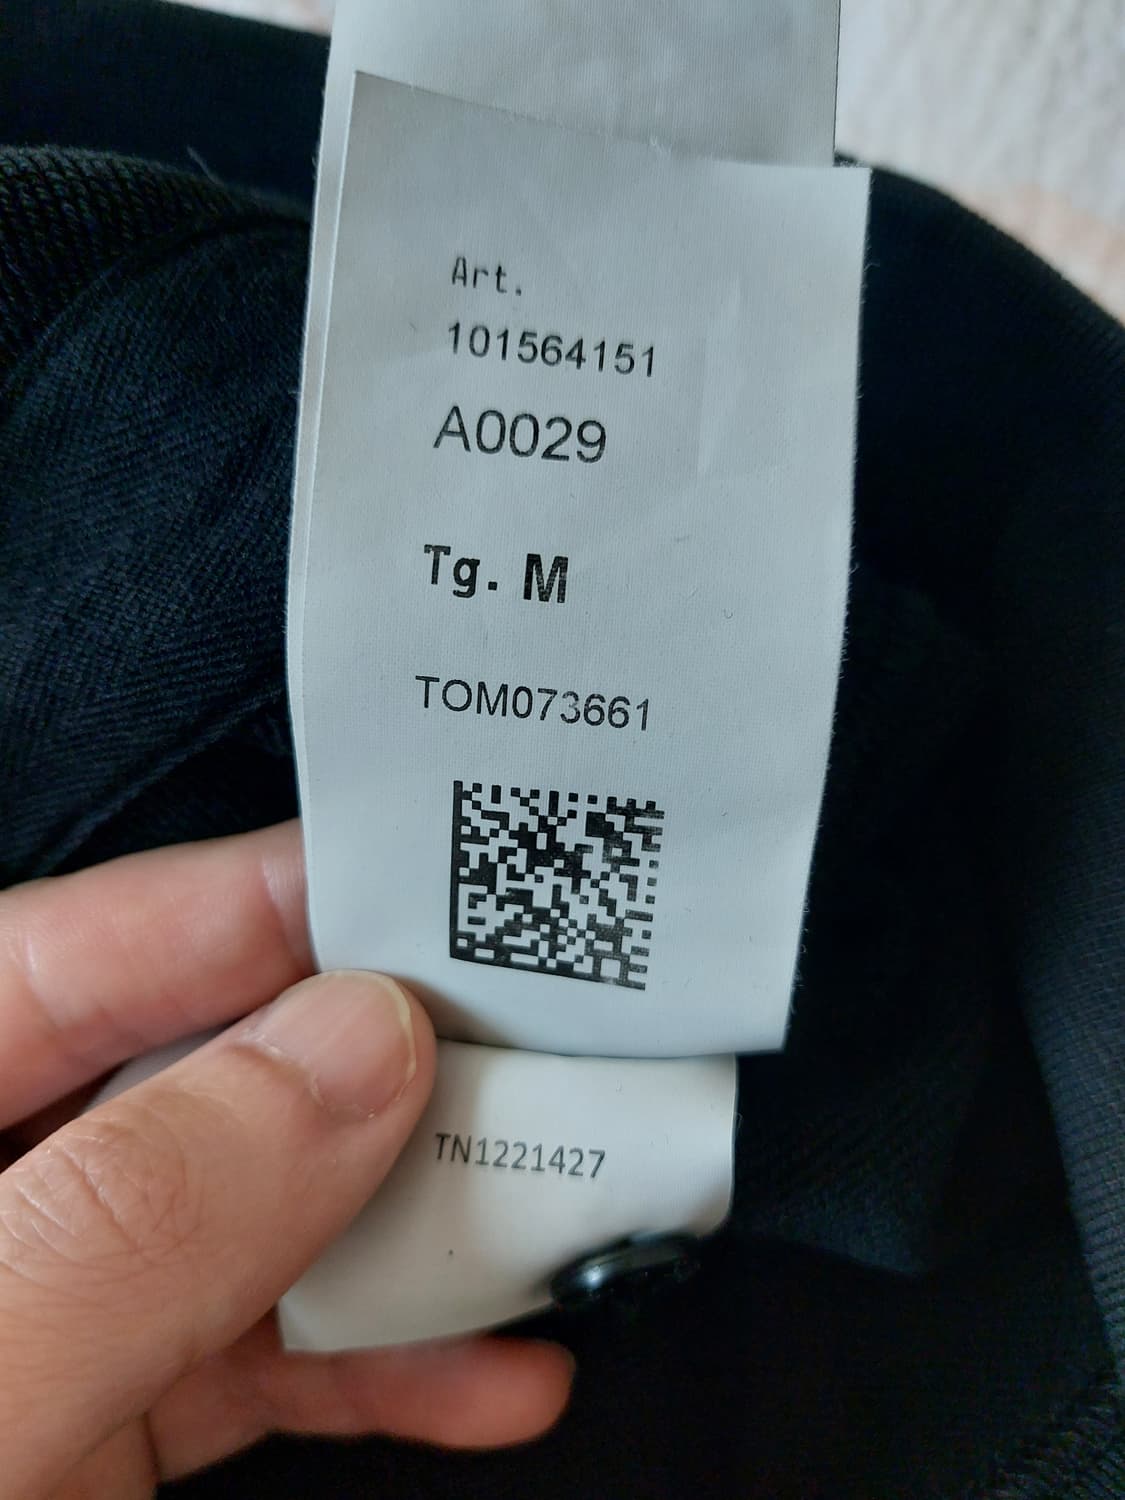 Art.
101564151
A0029
Tg. M
TOM073661
TN1221427